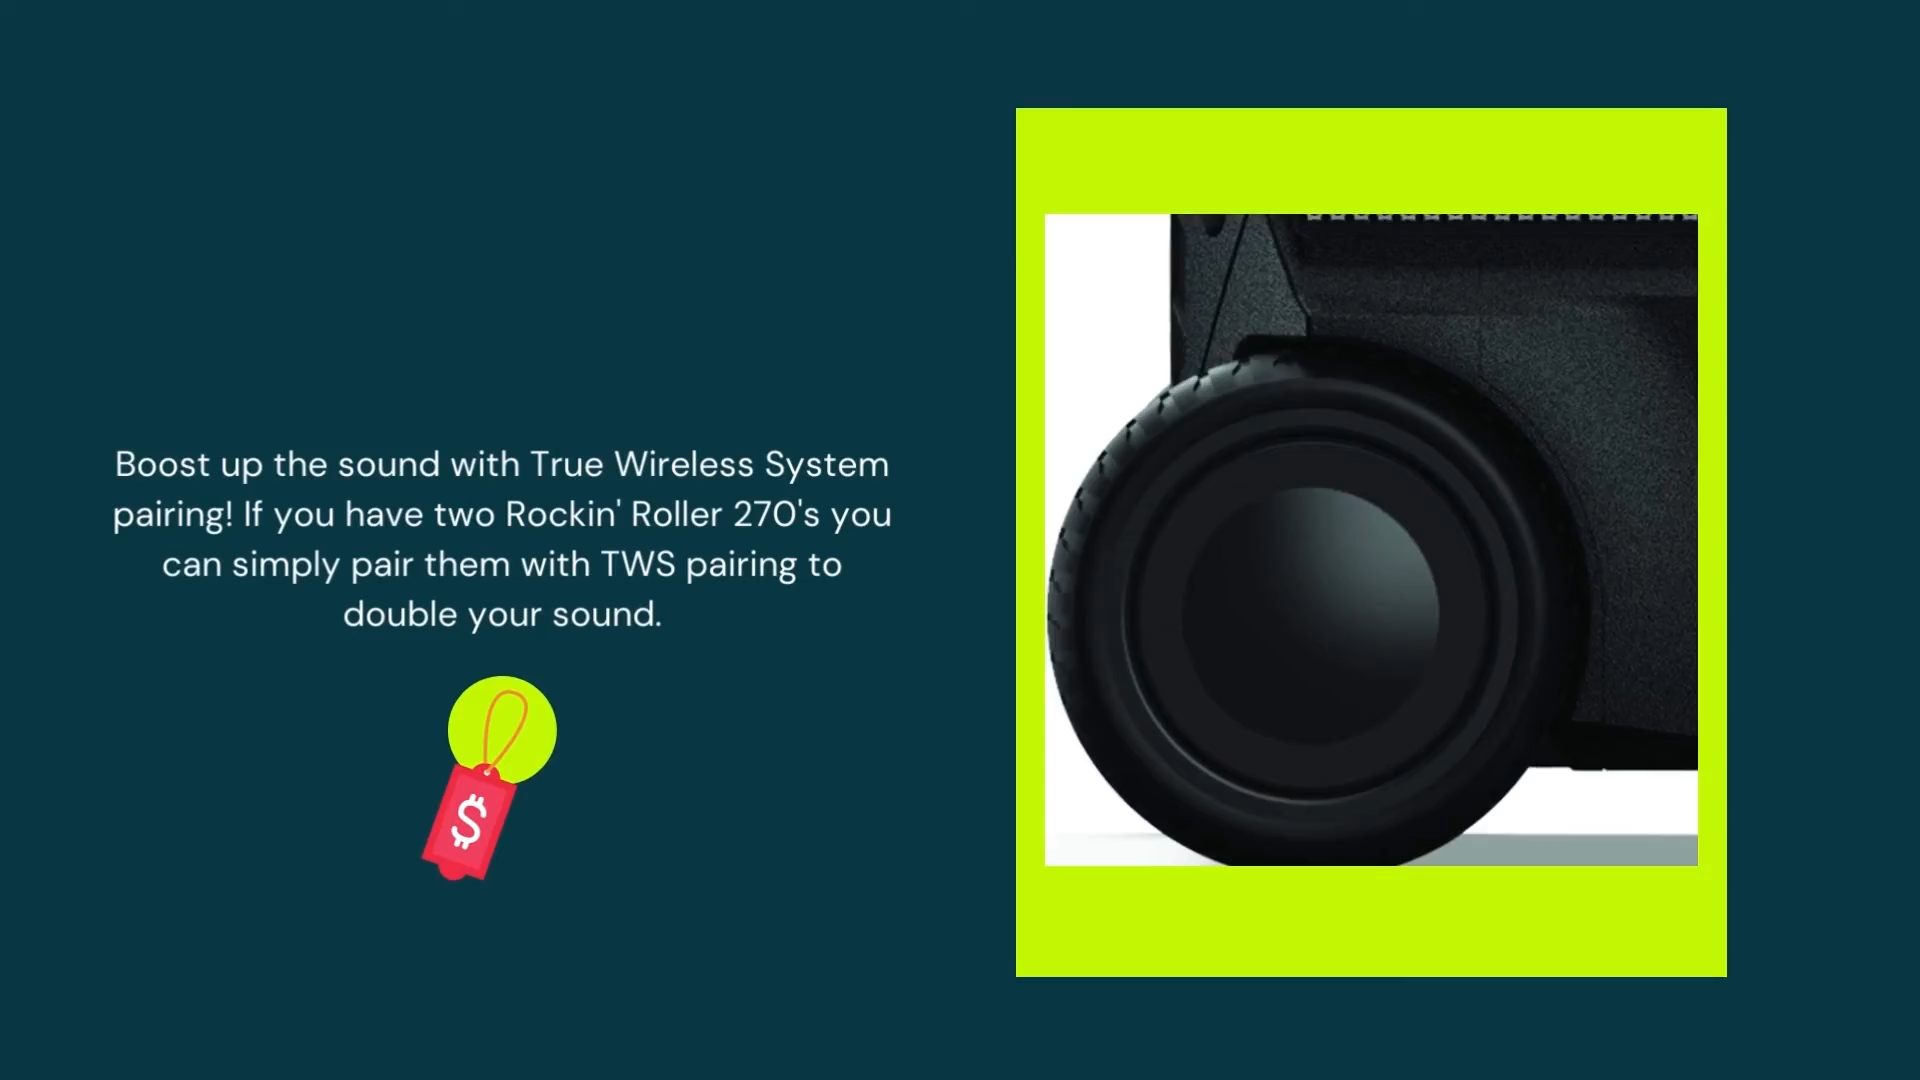 Boost up the sound with True Wireless System
pairing! If you have two Rockin' Roller 270's you
can simply pair them with TWS pairing to
double your sound.
$